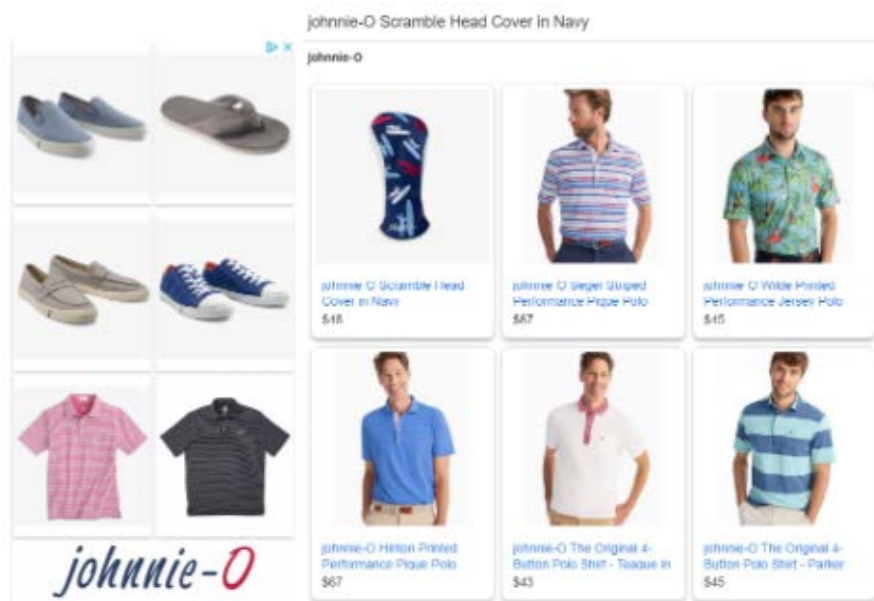 johnnie-O Scramble Head Cover in Navy
johnnie-O
johnnie-O Scramble Head
Cover in Navy
$48
johnnie-O Striped
Performance Pique Polo
$67
johnnie-O Wilde Printed
Performance Jersey Polo
$45
johnnie-O Hinton Printed
Performance Pique Polo
$67
johnnie-O The Original 4-
Button Polo Shirt - Teague in
$43
johnnie-O The Original 4-
Button Polo Shirt - Parker
$45
johnnie-O